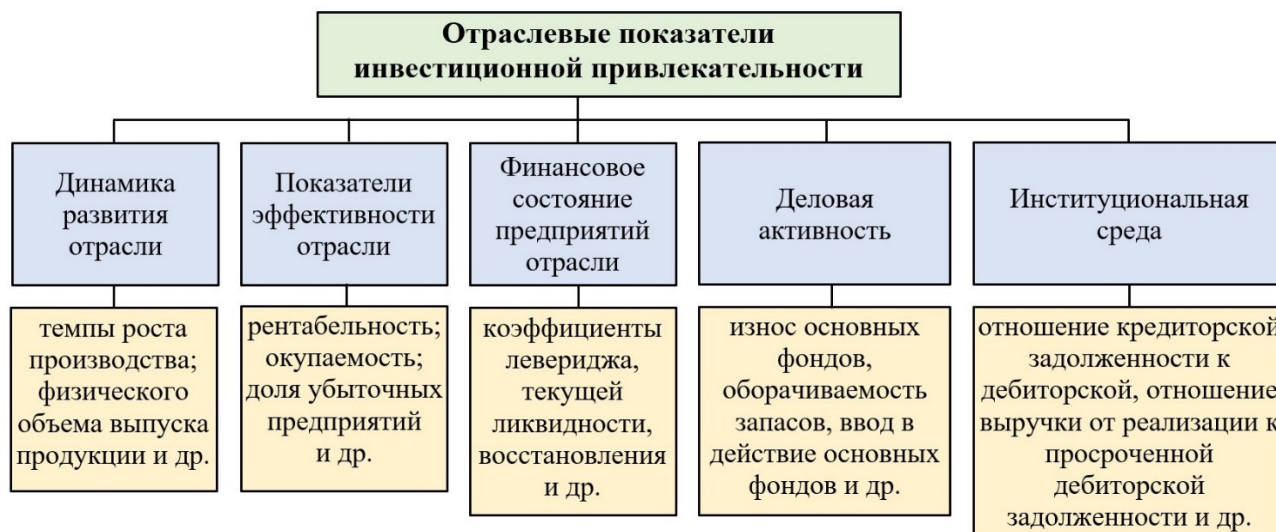 Отраслевые показатели
инвестиционной привлекательности
Динамика
развития
отрасли
Показатели
эффективности
отрасли
Финансовое
состояние
предприятий
отрасли
Деловая
активность
Институциональная
среда
темпы роста
производства;
физического
объема выпуска
продукции и др.
рентабельность;
окупаемость;
доля убыточных
предприятий
и др.
коэффициенты
левериджа,
текущей
ликвидности,
восстановления
и др.
износ основных
фондов,
оборачиваемость
запасов, ввод в
действие основных
фондов и др.
отношение кредиторской
задолженности к
дебиторской, отношение
выручки от реализации к
просроченной
дебиторской
задолженности и др.